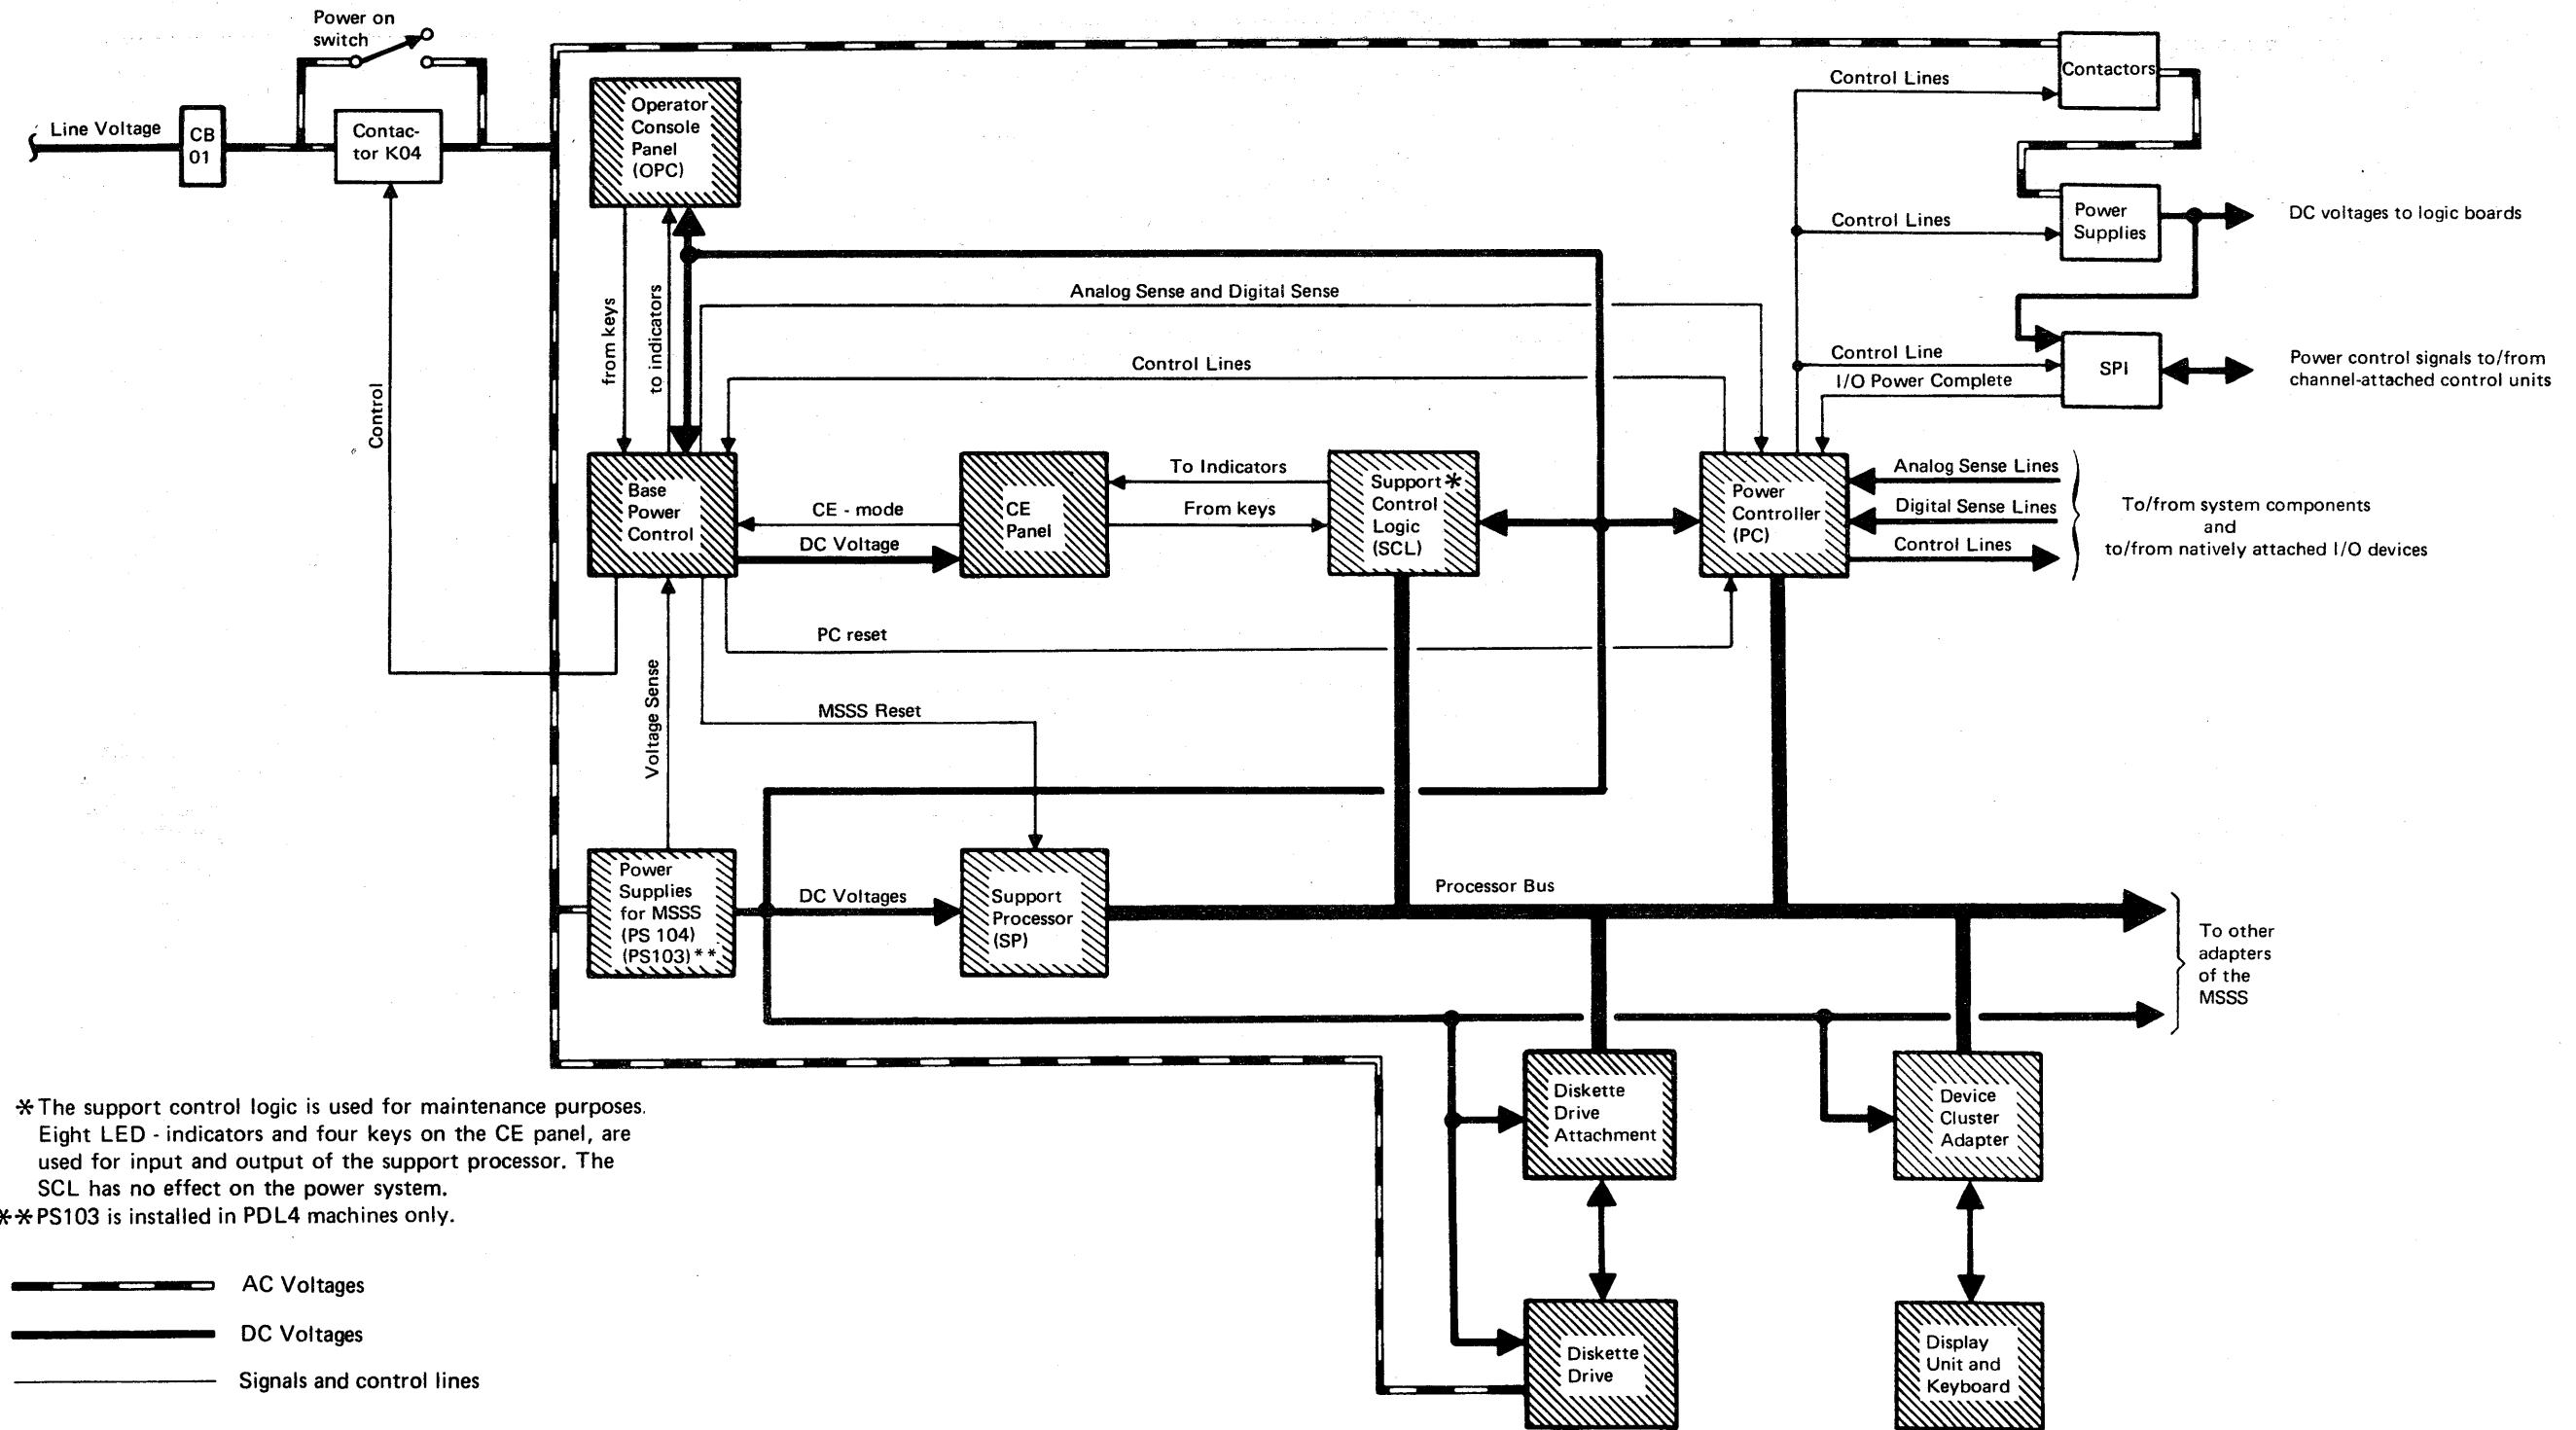 Power on
switch
Line Voltage
CB
01
Contac-
tor K04
Control
Operator
Console
Panel
(OPC)
from keys
to indicators
Contactors
Control Lines
Control Lines
Power
Supplies
DC voltages to logic boards
Analog Sense and Digital Sense
Control Lines
Control Line
I/O Power Complete
SPI
Power control signals to/from
channel-attached control units
Base
Power
Control
CE - mode
DC Voltage
CE
Panel
To Indicators
From keys
Support *
Control
Logic
(SCL)
Power
Controller
(PC)
Analog Sense Lines
Digital Sense Lines
Control Lines
To/from system components
and
to/from natively attached I/O devices
PC reset
Voltage Sense
MSSS Reset
Power
Supplies
for MSSS
(PS 104)
(PS103)**
DC Voltages
Support
Processor
(SP)
Processor Bus
To other
adapters
of the
MSSS
Diskette
Drive
Attachment
Device
Cluster
Adapter
Diskette
Drive
Display
Unit and
Keyboard
* The support control logic is used for maintenance purposes.
Eight LED - indicators and four keys on the CE panel, are
used for input and output of the support processor. The
SCL has no effect on the power system.
** PS103 is installed in PDL4 machines only.
AC Voltages
DC Voltages
Signals and control lines